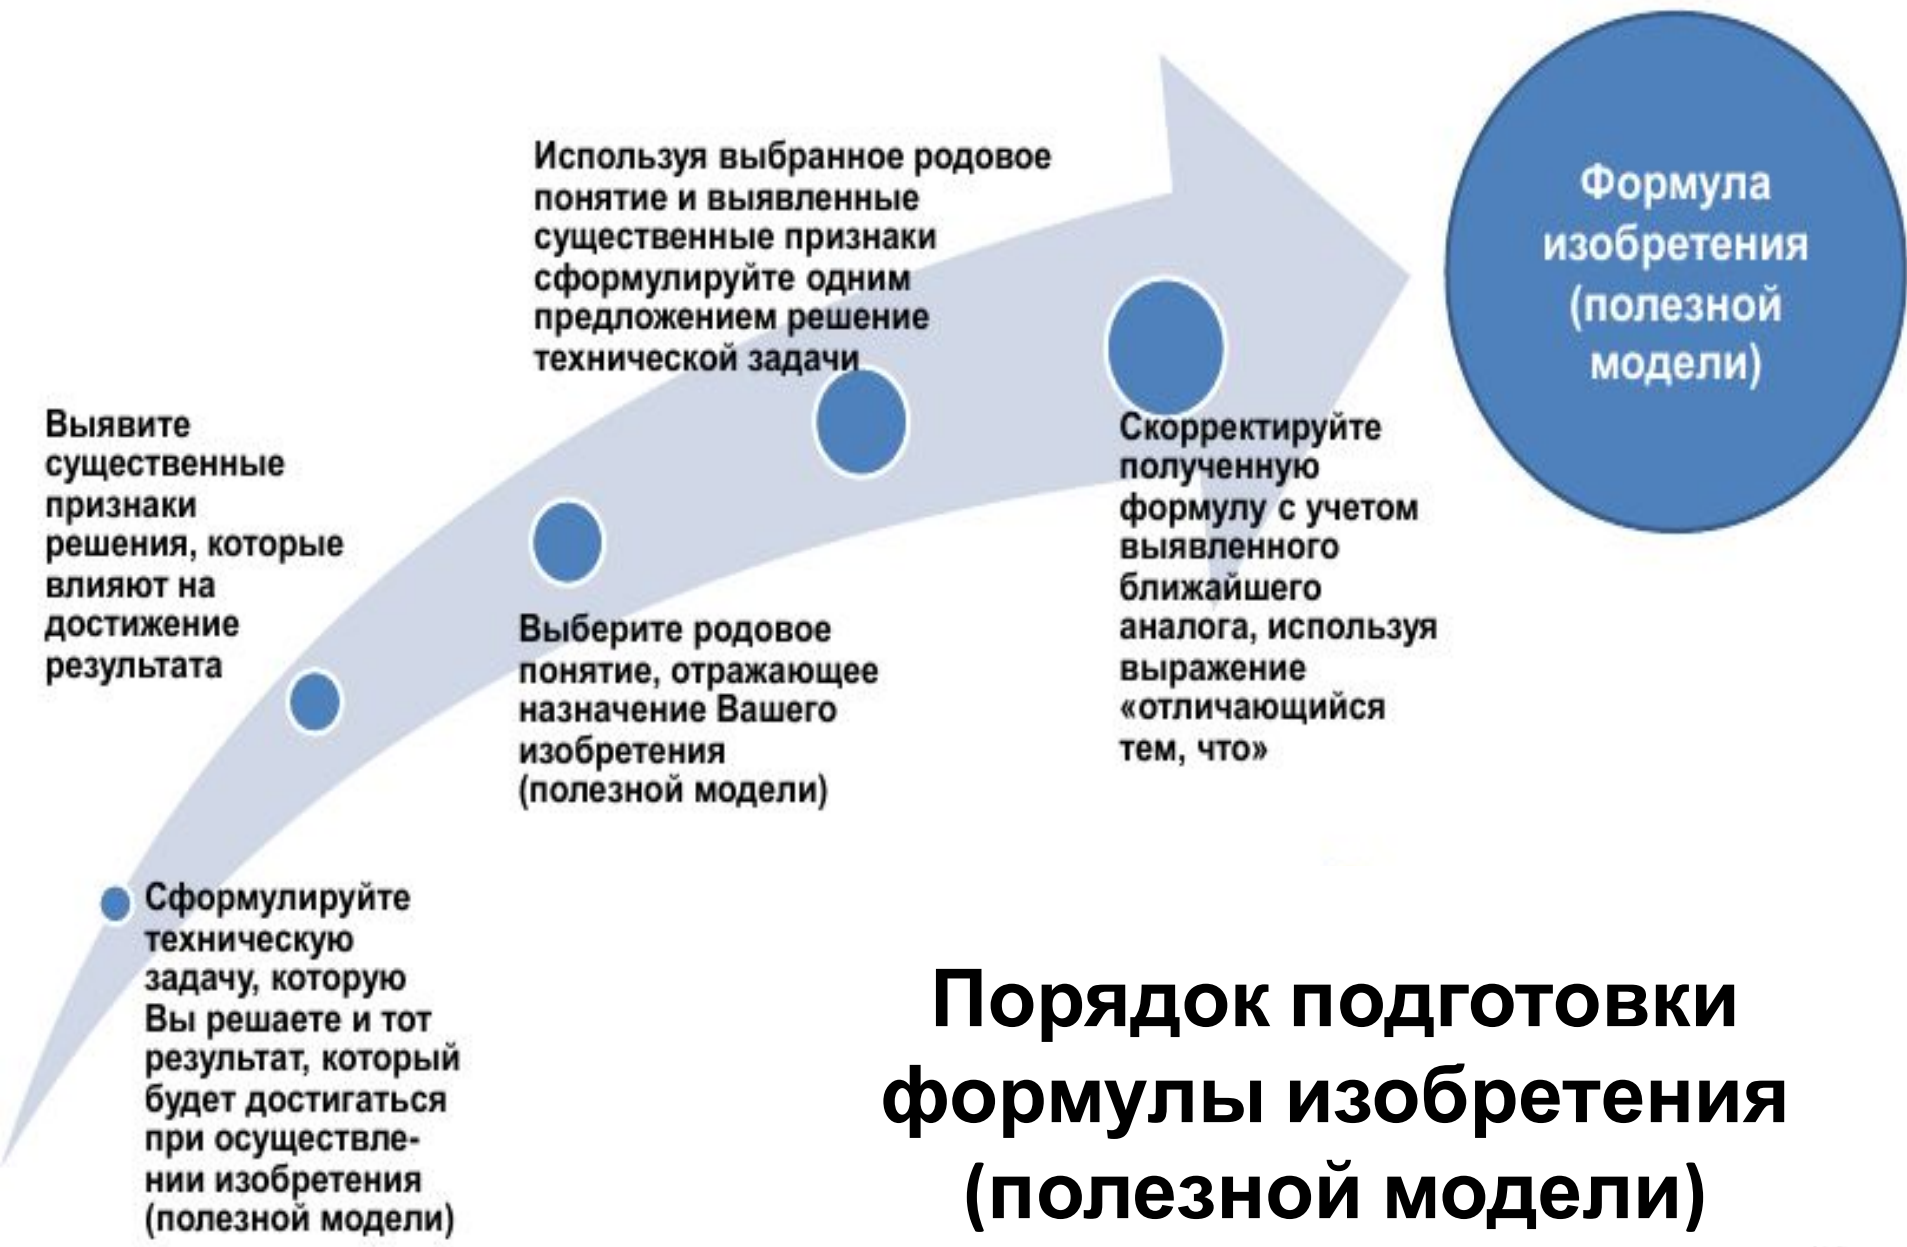 Используя выбранное родовое
понятие и выявленные
существенные признаки
сформулируйте одним
предложением решение
технической задачи
Формула
изобретения
(полезной
модели)
Выявите
существенные
признаки
решения, которые
влияют на
достижение
результата
Скорректируйте
полученную
формулу с учетом
выявленного
ближайшего
аналога, используя
выражение
«отличающийся
тем, что»
Выберите родовое
понятие, отражающее
назначение Вашего
изобретения
(полезной модели)
Сформулируйте
техническую
задачу, которую
Вы решаете и тот
результат, который
будет достигаться
при осуществле-
нии изобретения
(полезной модели)
Порядок подготовки
формулы изобретения
(полезной модели)